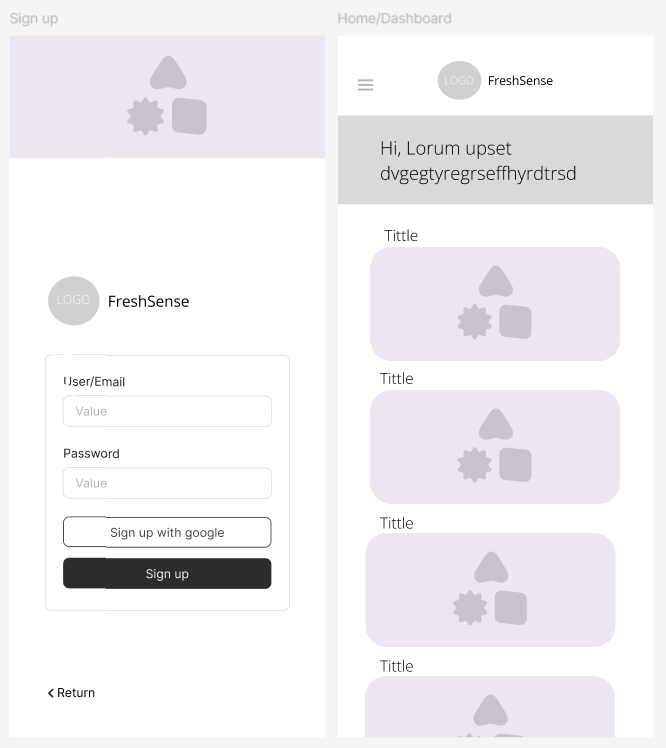 Sign up
LOGO
FreshSense
User/Email
Value
Password
Value
Sign up with google
Sign up
Return
Home/Dashboard
LOGO
FreshSense
Hi, Lorum upset
dvgegtyregrseffhyrdtrsd
Tittle
Tittle
Tittle
Tittle